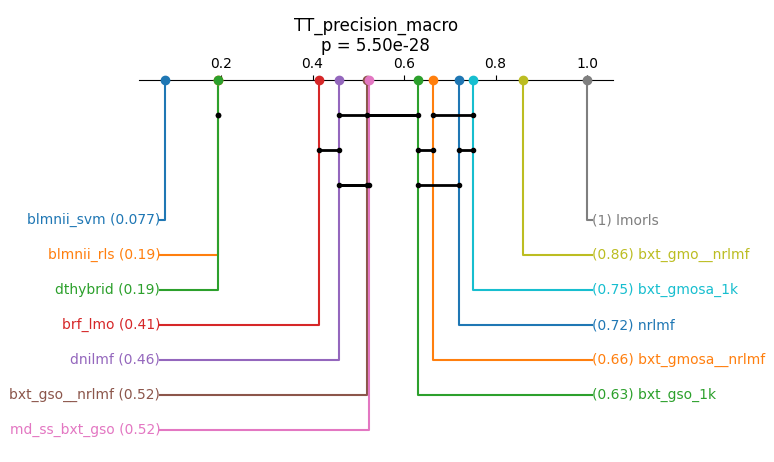 TT_precision_macro
p = 5.50e-28
0.2 0.4 0.6 0.8 1.0
blmnii_svm (0.077) (1) lmorls
blmnii_rls (0.19) (0.86) bxt_gmo__nrlmf
dthybrid (0.19) (0.75) bxt_gmosa_1k
brf_lmo (0.41) (0.72) nrlmf
dnilmf (0.46) (0.66) bxt_gmosa__nrlmf
bxt_gso__nrlmf (0.52) (0.63) bxt_gso_1k
md_ss_bxt_gso (0.52)